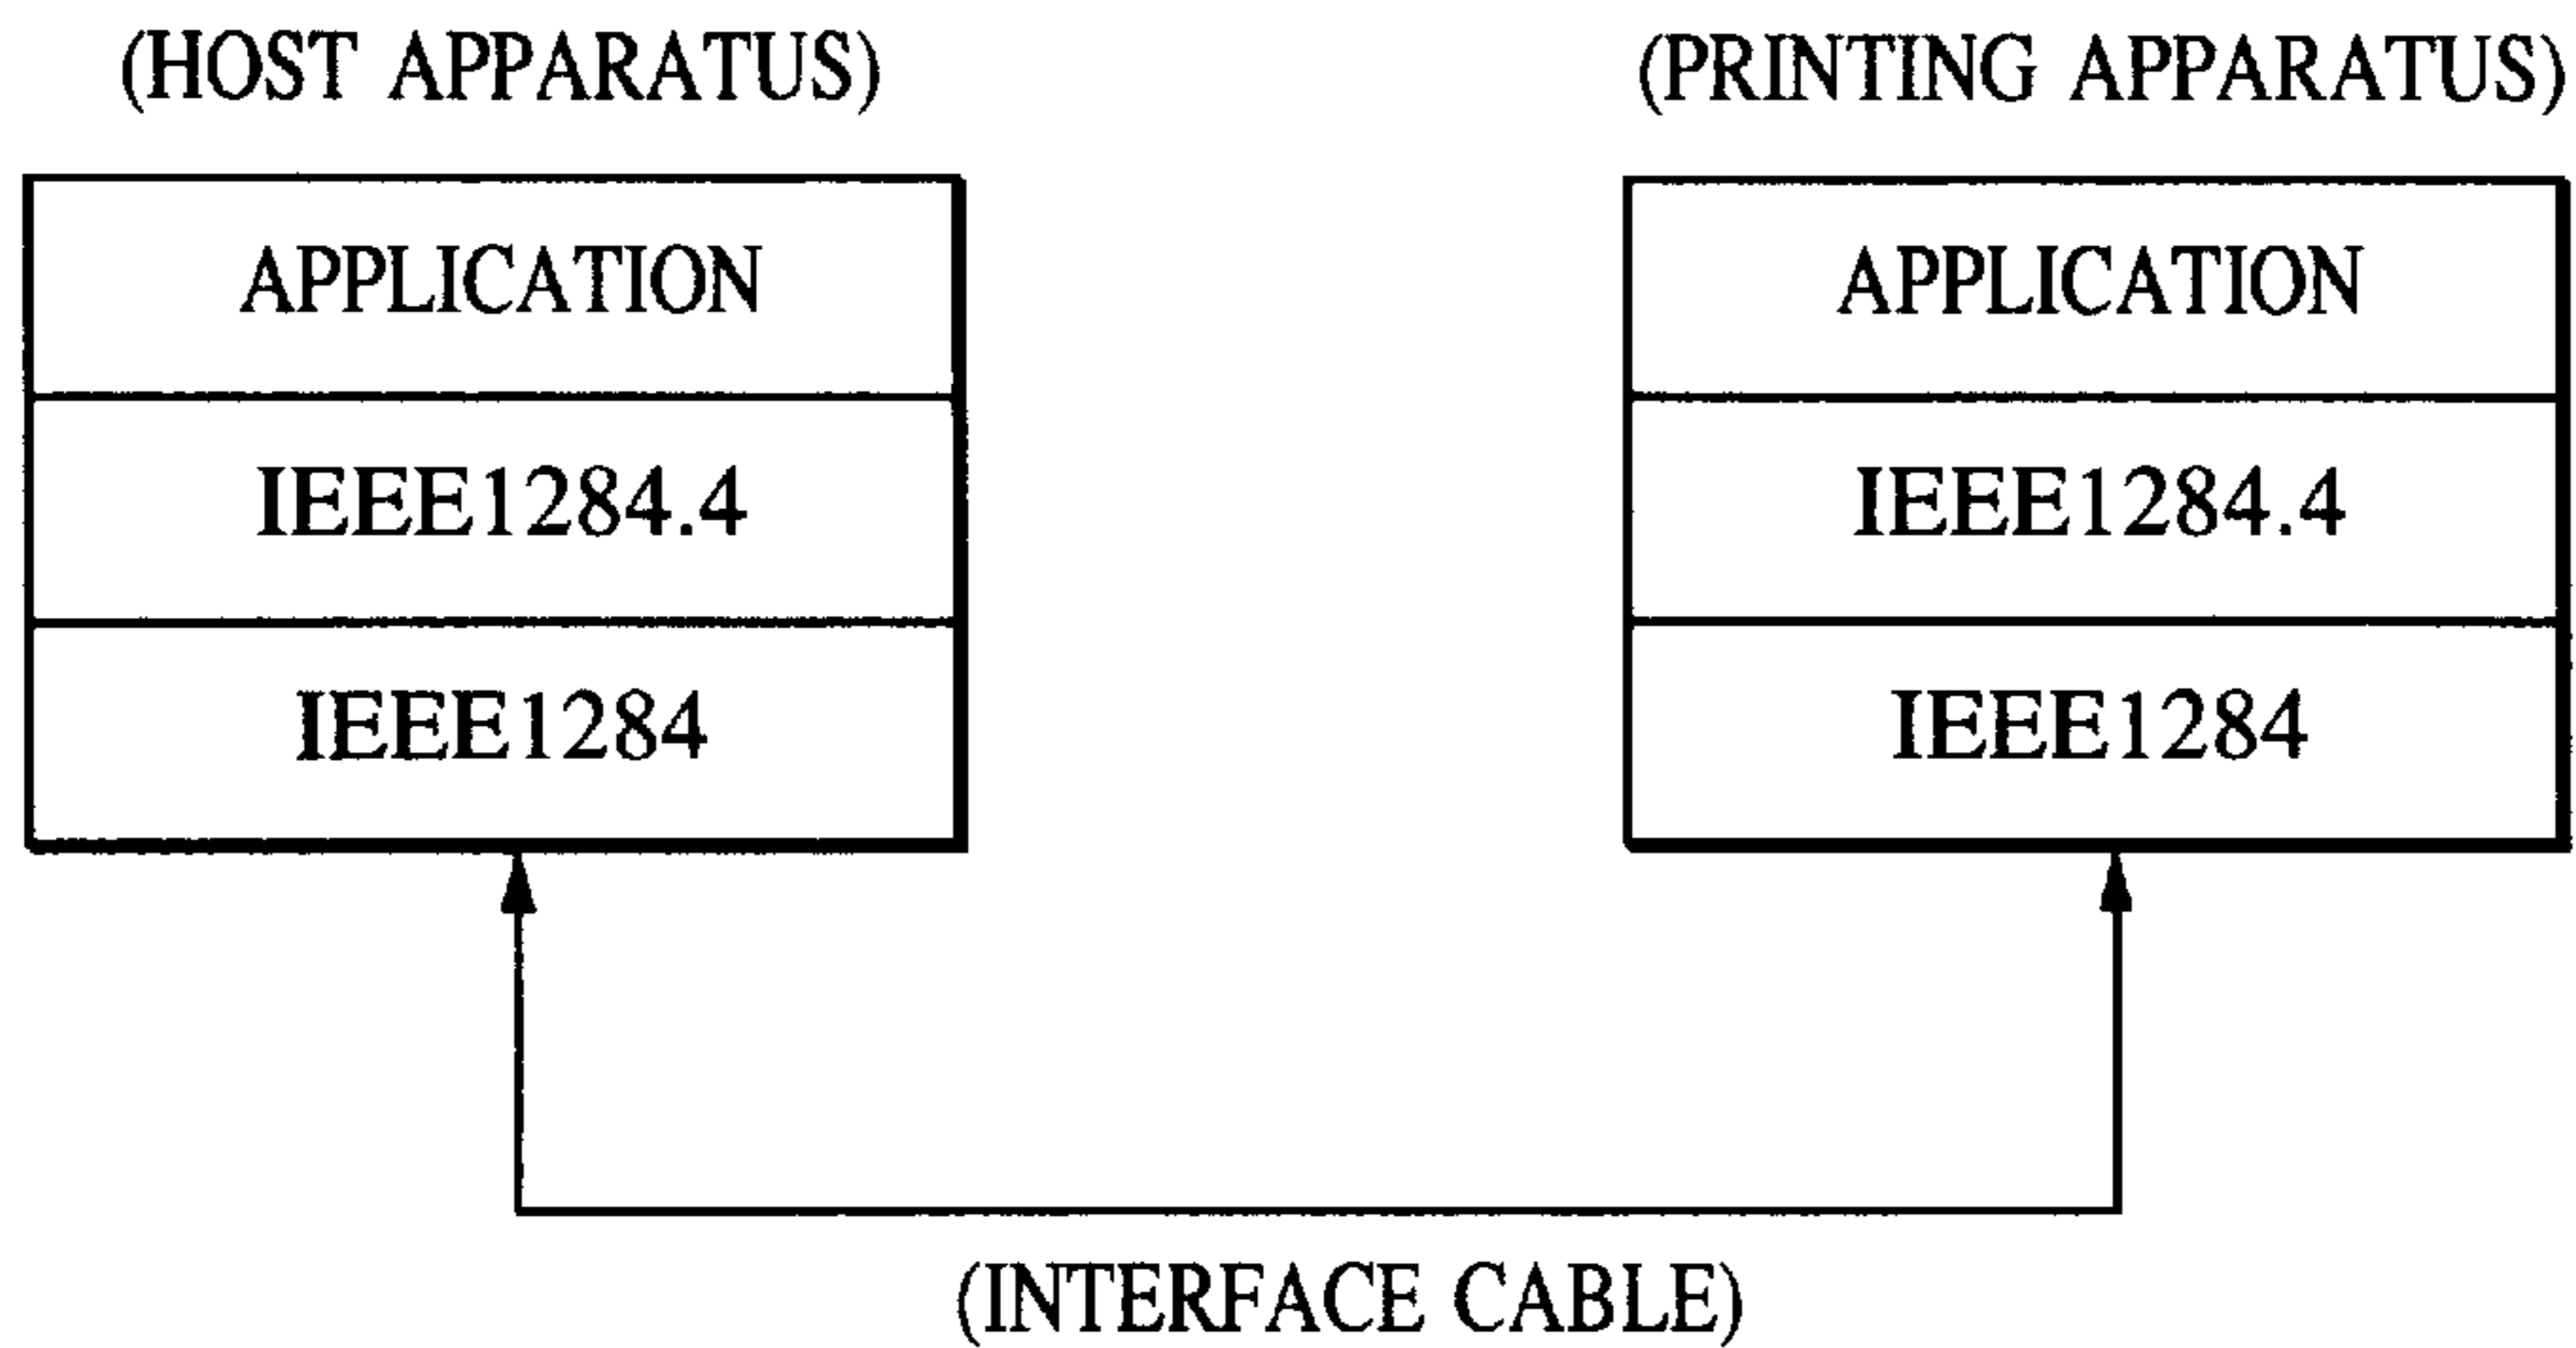 (HOST APPARATUS)
APPLICATION
IEEE1284.4
IEEE1284
(PRINTING APPARATUS)
APPLICATION
IEEE1284.4
IEEE1284
(INTERFACE CABLE)